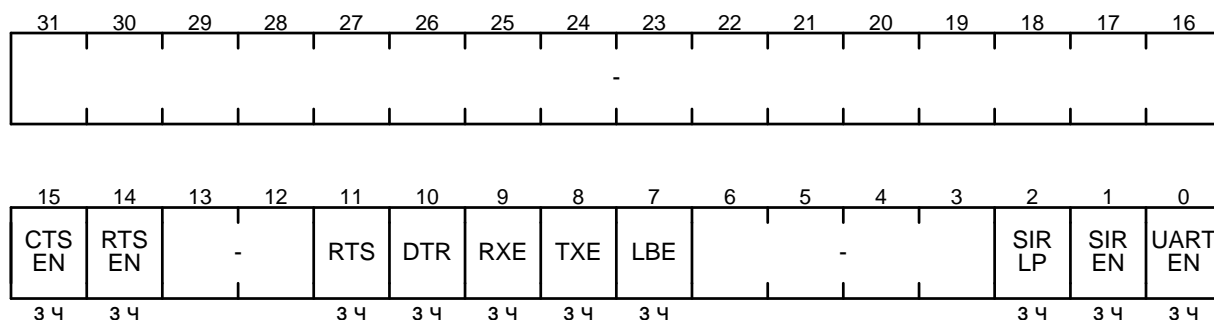 31 30 29 28 27 26 25 24 23 22 21 20 19 18 17 16
-
15 14 13 12 11 10 9 8 7 6 5 4 3 2 1 0
CTS EN RTS EN - RTS DTR RXE TXE LBE - SIR LP SIR EN UART EN
з ч з ч з ч з ч з ч з ч з ч з ч з ч з ч